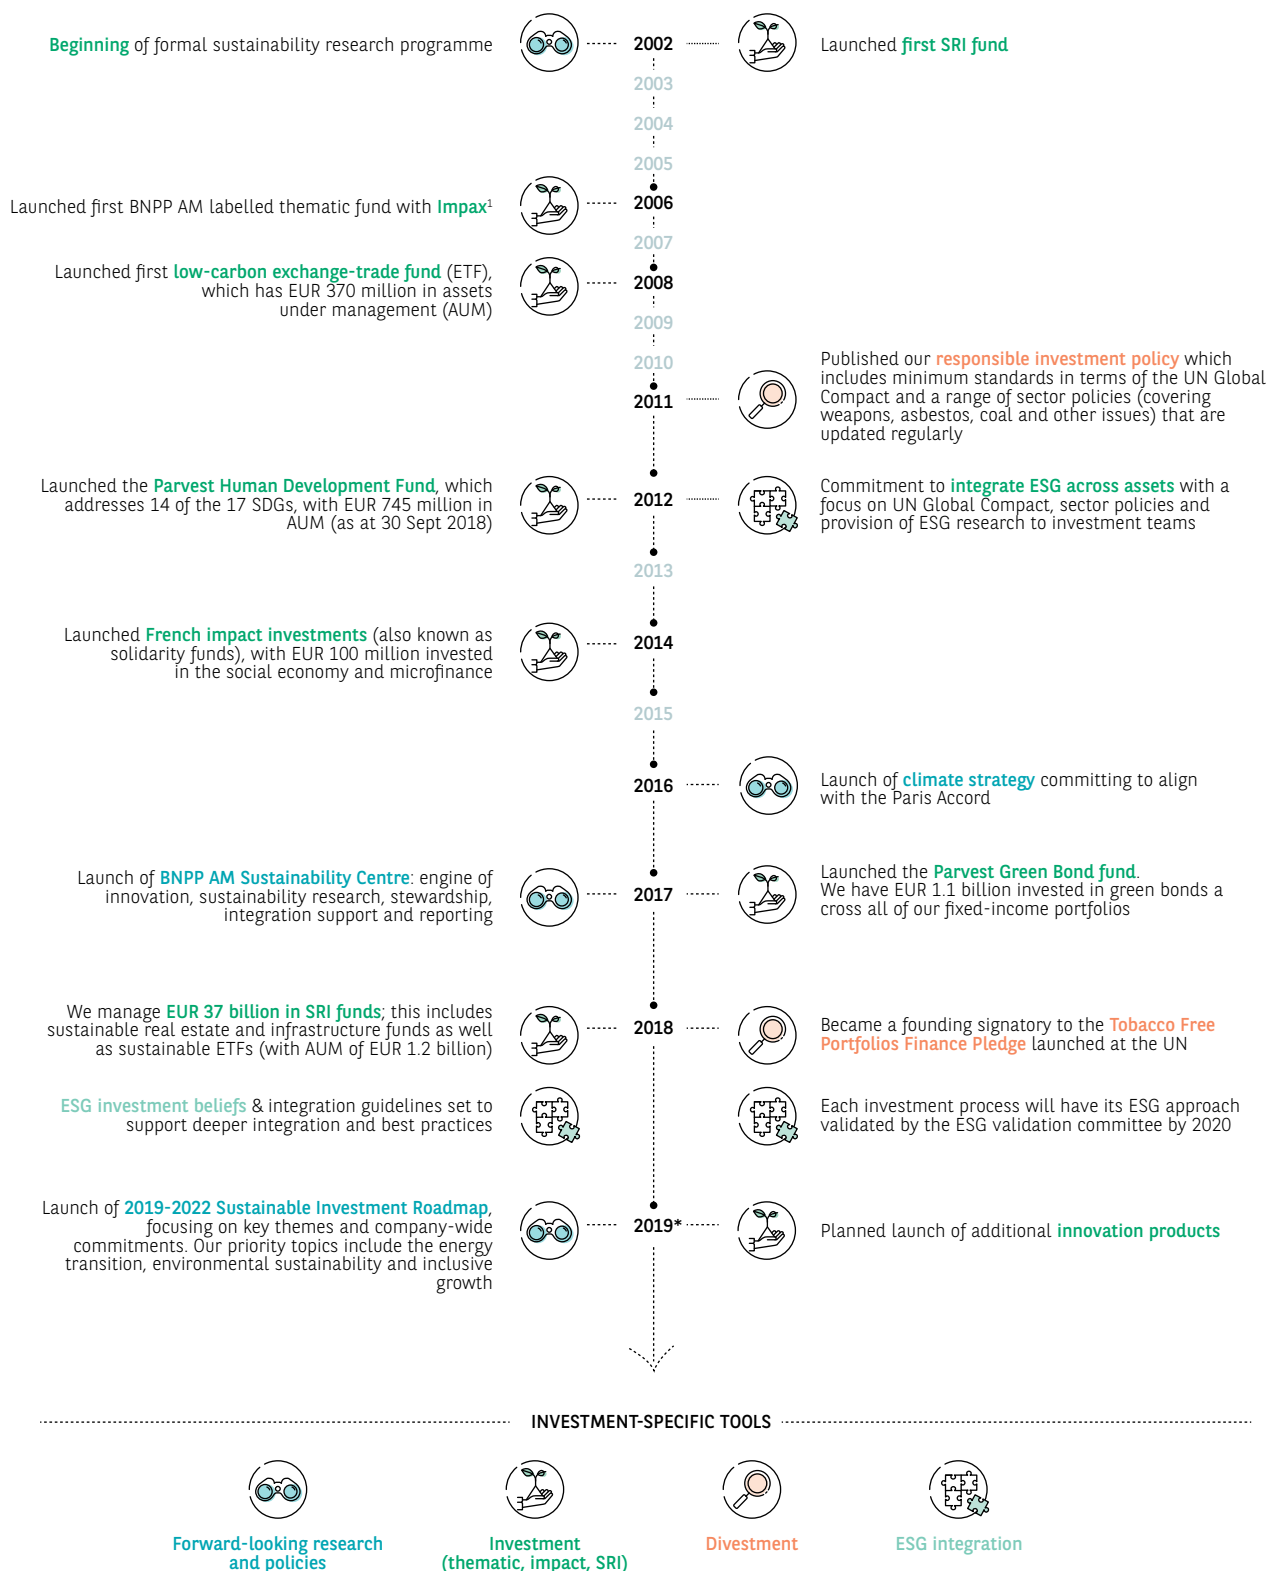 Beginning of formal sustainability research programme
2002
Launched first SRI fund
2003
2004
2005
Launched first BNPP AM labelled thematic fund with Impax¹
2006
2007
Launched first low-carbon exchange-trade fund (ETF),
which has EUR 370 million in assets
under management (AUM)
2008
2009
2010
2011
Published our responsible investment policy which
includes minimum standards in terms of the UN Global
Compact and a range of sector policies (covering
weapons, asbestos, coal and other issues) that are
updated regularly
Launched the Parvest Human Development Fund, which
addresses 14 of the 17 SDGs, with EUR 745 million in
AUM (as at 30 Sept 2018)
2012
Commitment to integrate ESG across assets with a
focus on UN Global Compact, sector policies and
provision of ESG research to investment teams
2013
Launched French impact investments (also known as
solidarity funds), with EUR 100 million invested
in the social economy and microfinance
2014
2015
2016
Launch of climate strategy committing to align
with the Paris Accord
Launch of BNPP AM Sustainability Centre: engine of
innovation, sustainability research, stewardship,
integration support and reporting
2017
Launched the Parvest Green Bond fund.
We have EUR 1.1 billion invested in green bonds a
cross all of our fixed-income portfolios
We manage EUR 37 billion in SRI funds; this includes
sustainable real estate and infrastructure funds as well
as sustainable ETFs (with AUM of EUR 1.2 billion)
2018
Became a founding signatory to the Tobacco Free
Portfolios Finance Pledge launched at the UN
ESG investment beliefs & integration guidelines set to
support deeper integration and best practices
Each investment process will have its ESG approach
validated by the ESG validation committee by 2020
Launch of 2019-2022 Sustainable Investment Roadmap,
focusing on key themes and company-wide
commitments. Our priority topics include the energy
transition, environmental sustainability and inclusive
growth
2019*
Planned launch of additional innovation products
INVESTMENT-SPECIFIC TOOLS
Forward-looking research
and policies
Investment
(thematic, impact, SRI)
Divestment
ESG integration